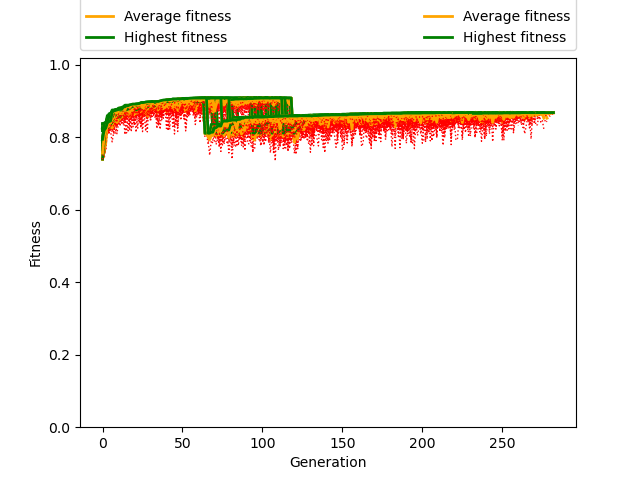 Average fitness Average fitness
Highest fitness Highest fitness
1.0
0.8
0.6
0.4
0.2
0.0
Fitness
0 50 100 150 200 250
Generation